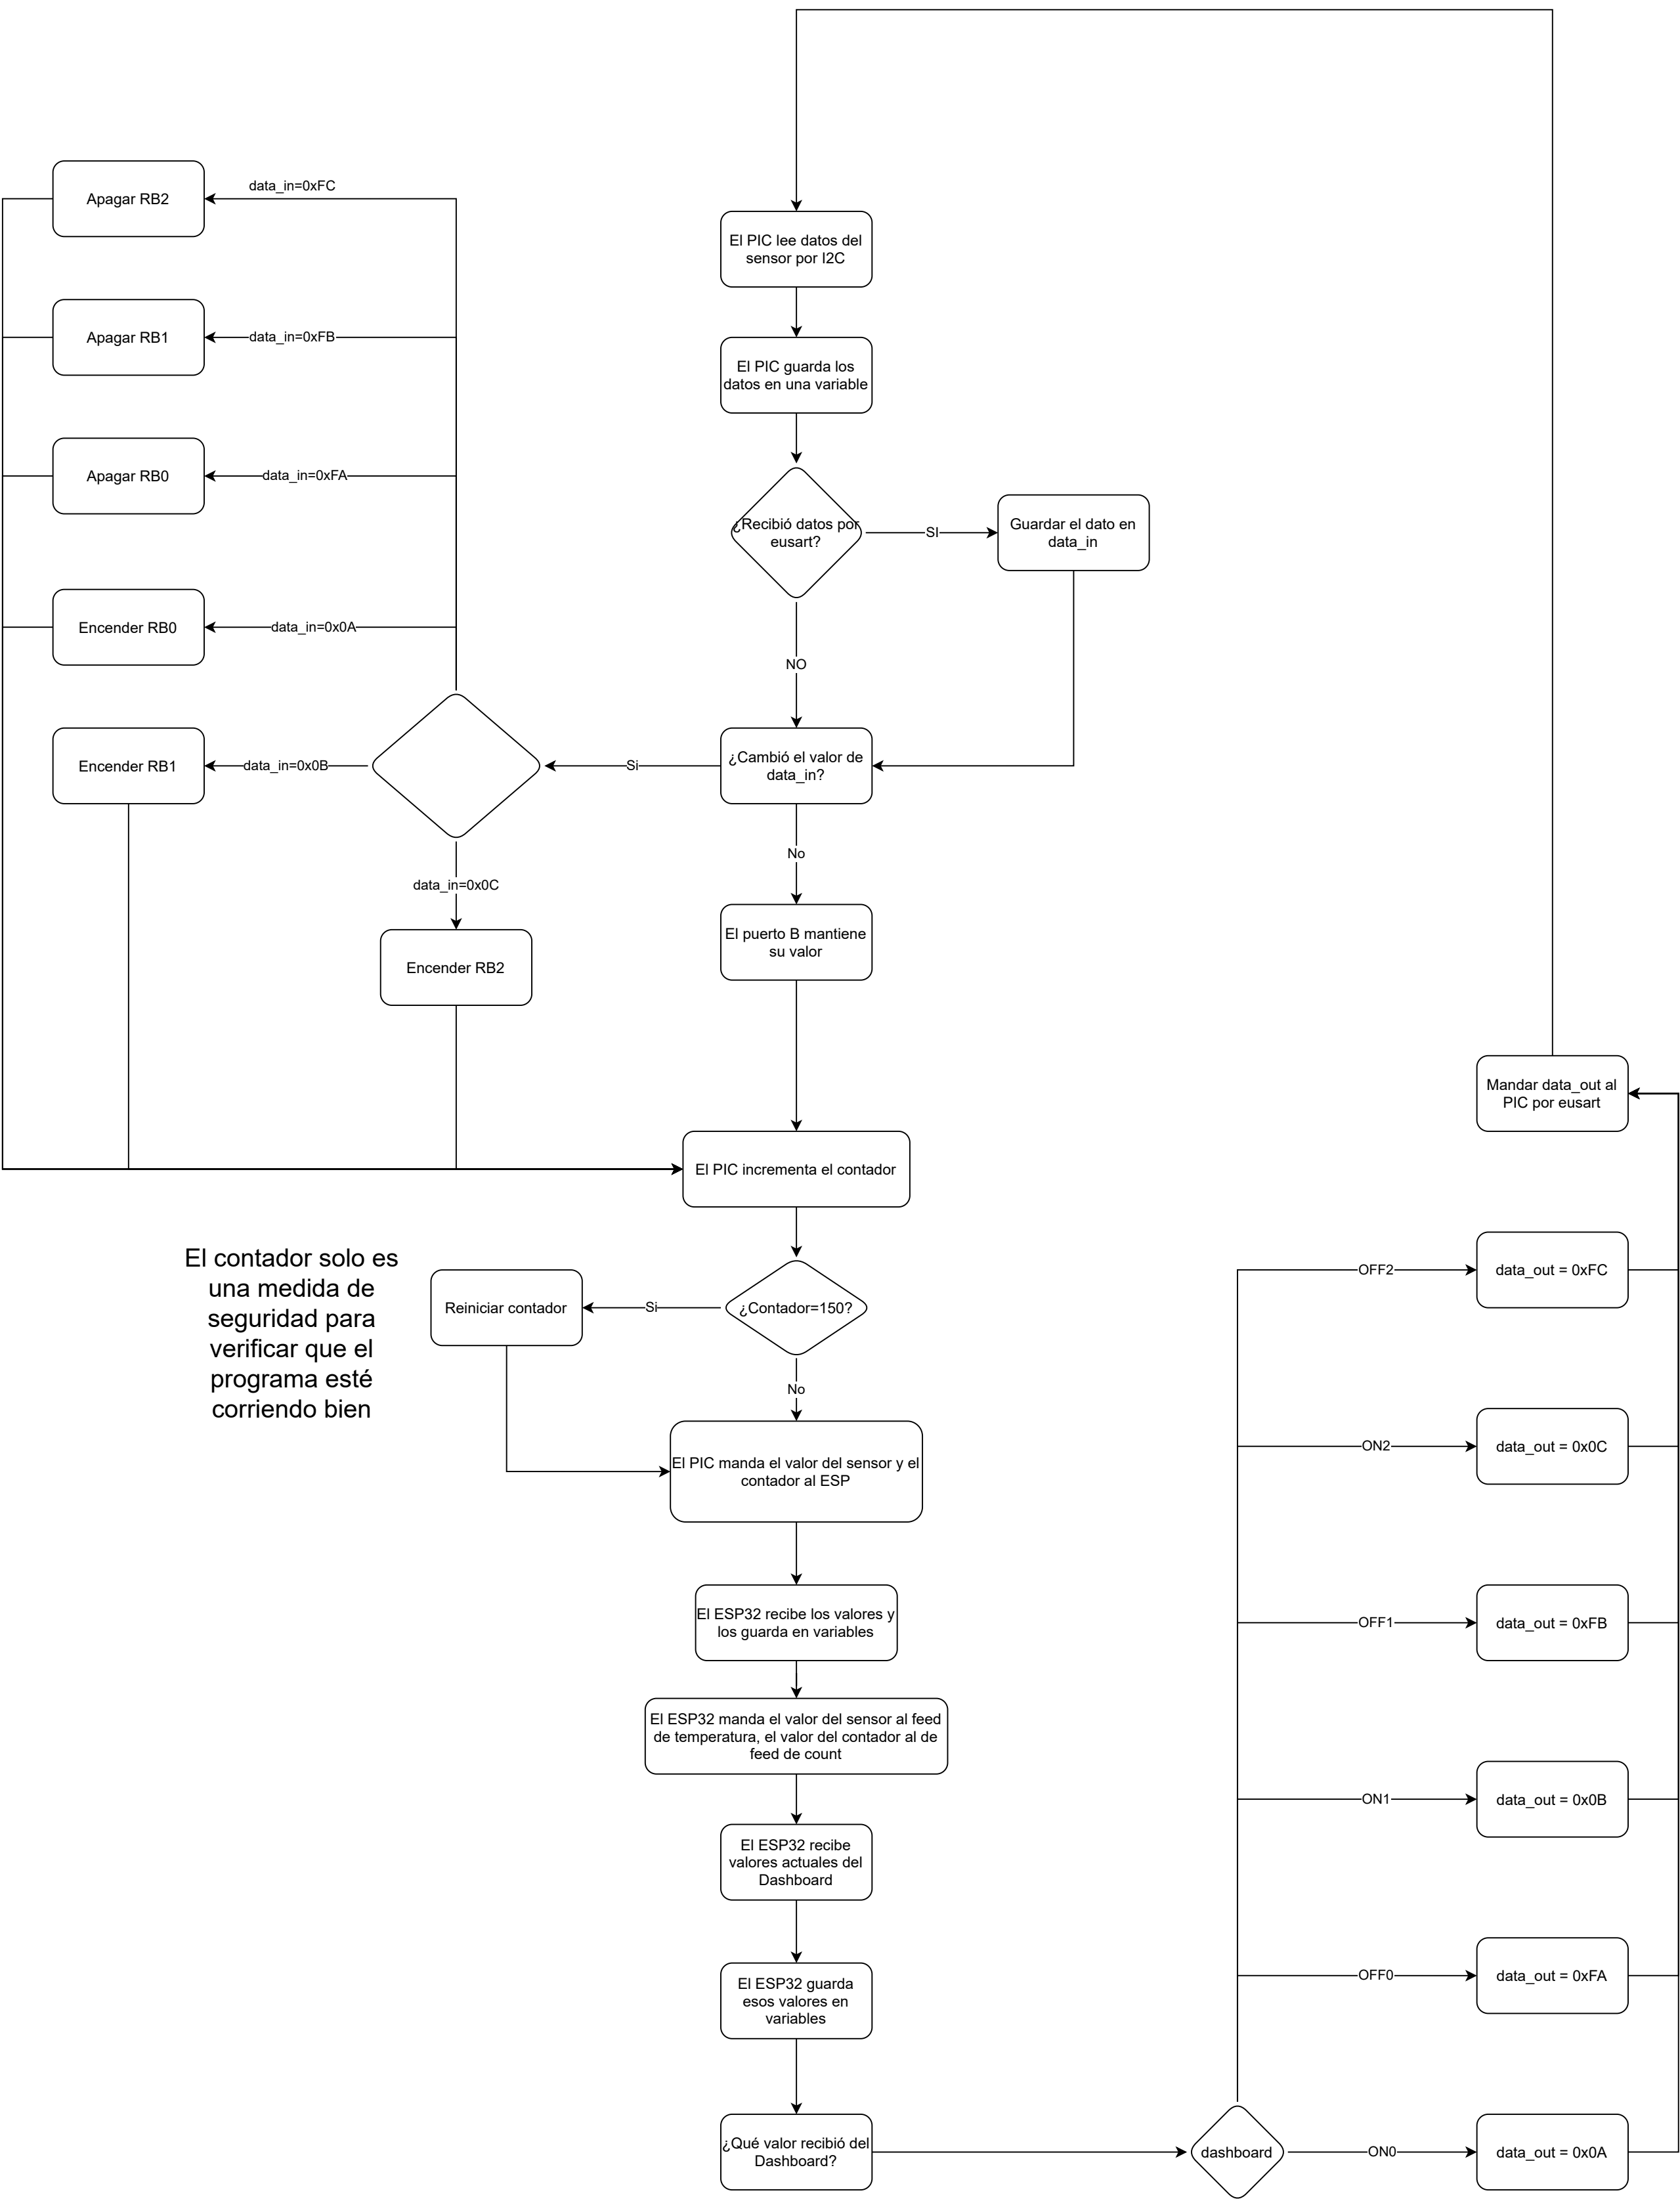 data_in=0xFC
Apagar RB2
El PIC lee datos del
sensor por I2C
data_in=0xFB
Apagar RB1
El PIC guarda los
datos en una variable
data_in=0xFA
Apagar RB0
¿Recibió datos por
eusart?
SI
Guardar el dato en
data_in
data_in=0x0A
Encender RB0
NO
data_in=0x0B
Encender RB1
Si
¿Cambió el valor de
data_in?
No
data_in=0x0C
Encender RB2
El puerto B mantiene
su valor
Mandar data_out al
PIC por eusart
El PIC incrementa el contador
El contador solo es
una medida de
seguridad para
verificar que el
programa esté
corriendo bien
Reiniciar contador
Si
¿Contador=150?
No
El PIC manda el valor del sensor y el
contador al ESP
El ESP32 recibe los valores y
los guarda en variables
El ESP32 manda el valor del sensor al feed
de temperatura, el valor del contador al de
feed de count
El ESP32 recibe
valores actuales del
Dashboard
El ESP32 guarda
esos valores en
variables
¿Qué valor recibió del
Dashboard?
dashboard
OFF2
data_out = 0xFC
ON2
data_out = 0x0C
OFF1
data_out = 0xFB
ON1
data_out = 0x0B
OFF0
data_out = 0xFA
ON0
data_out = 0x0A